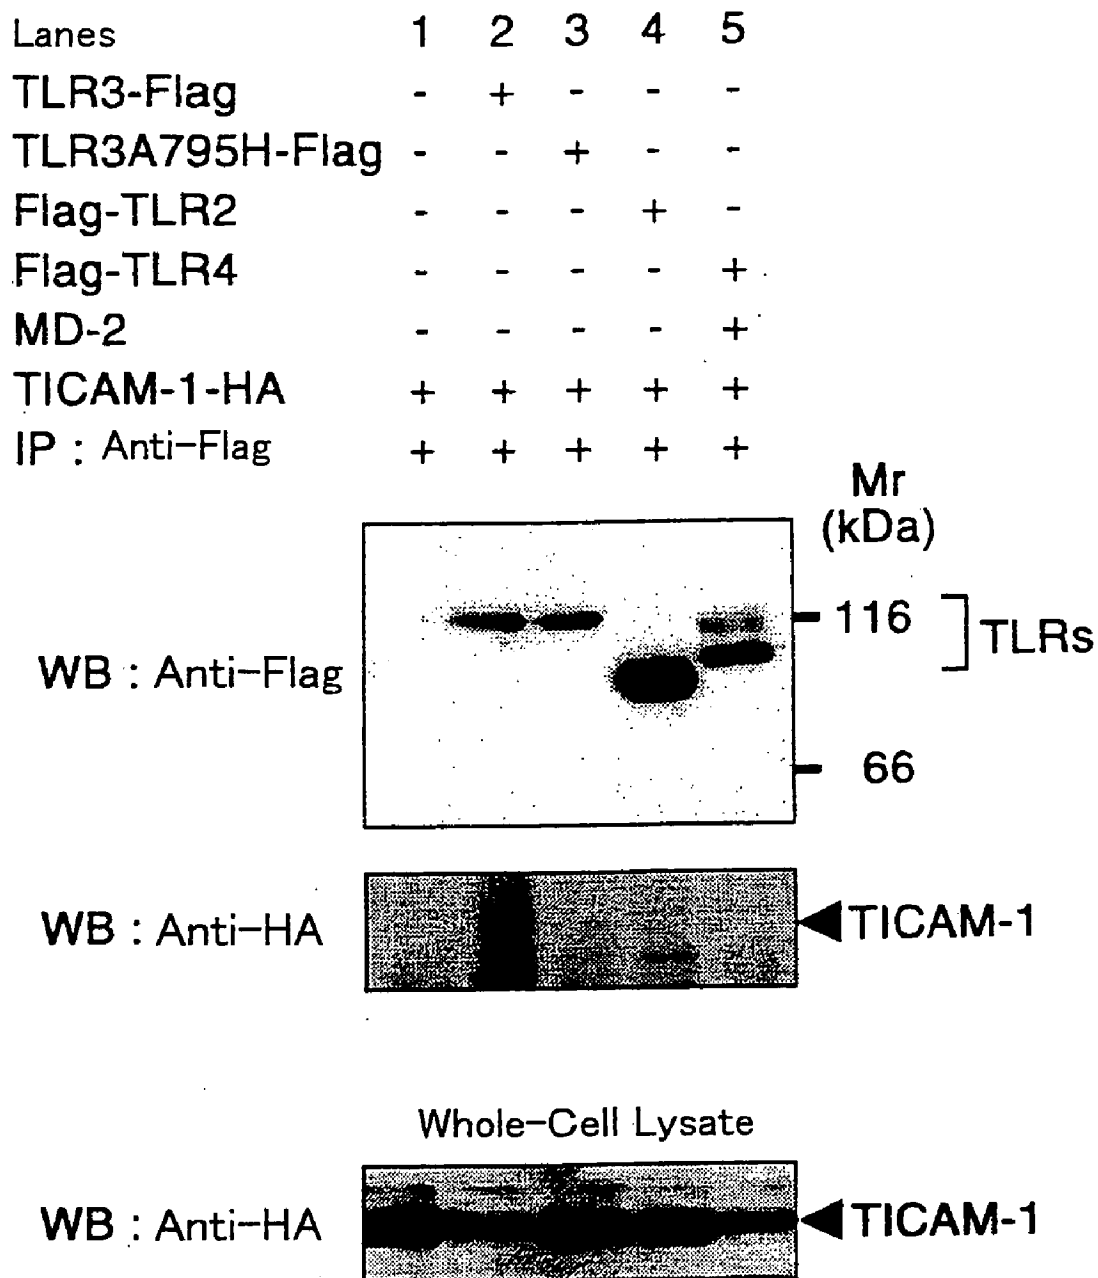 Lanes 1 2 3 4 5
TLR3-Flag - + - - -
TLR3A795H-Flag - - + - -
Flag-TLR2 - - - + -
Flag-TLR4 - - - - +
MD-2 - - - - +
TICAM-1-HA + + + + +
IP : Anti-Flag + + + + +
Mr
(kDa)
116
TLRs
WB : Anti-Flag
66
WB : Anti-HA
TICAM-1
Whole-Cell Lysate
WB : Anti-HA
TICAM-1